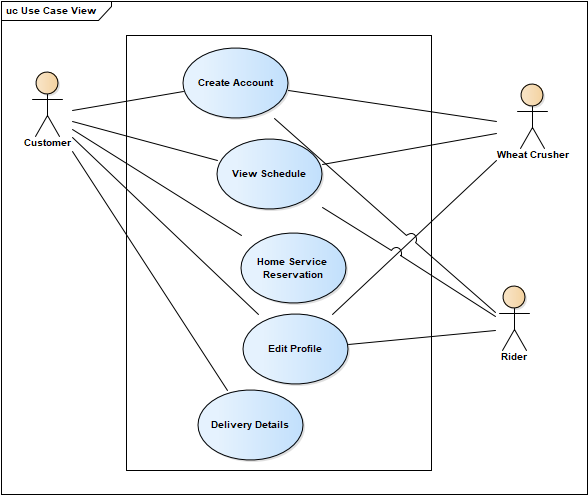 uc Use Case View
Create Account
Customer
Wheat Crusher
View Schedule
Home Service
Reservation
Edit Profile
Rider
Delivery Details